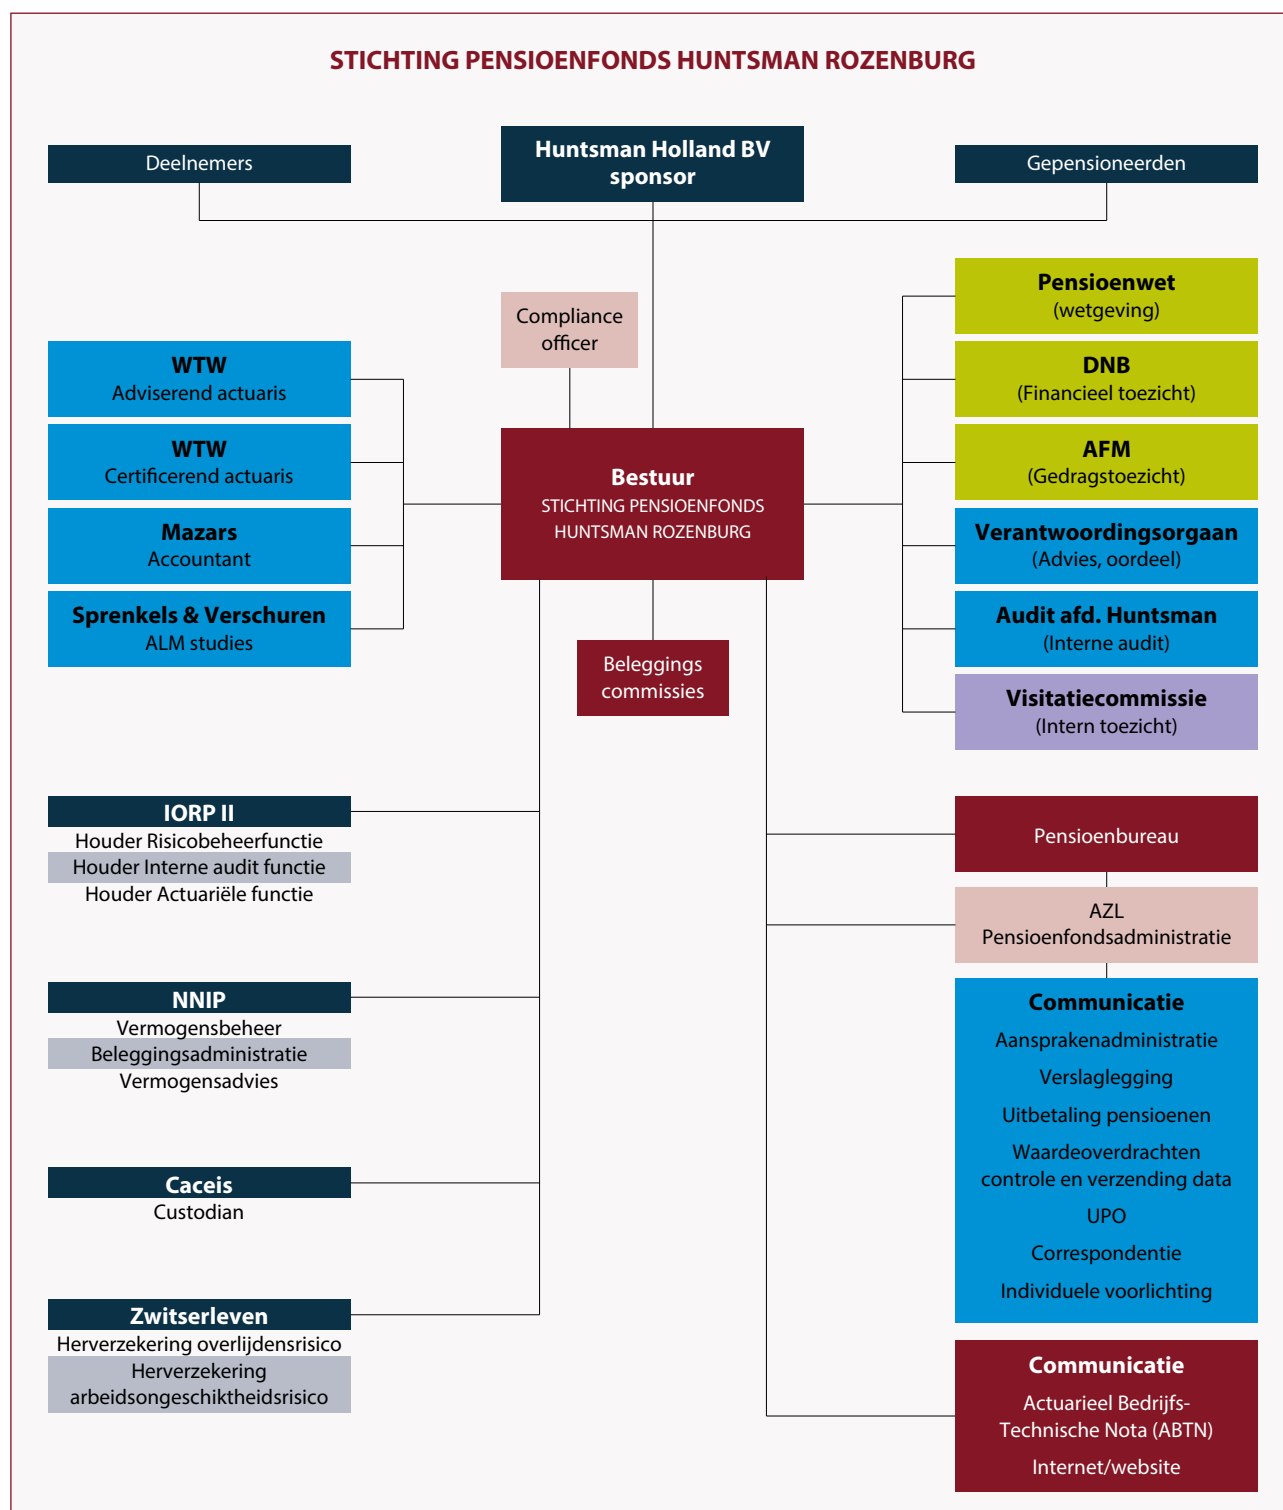 STICHTING PENSIOENFONDS HUNTSMAN ROZENBURG
Deelnemers
Huntsman Holland BV
sponsor
Gepensioneerden
Compliance
officer
WTW
Adviserend actuaris
WTW
Certificerend actuaris
Mazars
Accountant
Sprenkels & Verschuren
ALM studies
Bestuur
STICHTING PENSIOENFONDS
HUNTSMAN ROZENBURG
Beleggings
commissies
Pensioenwet
(wetgeving)
DNB
(Financieel toezicht)
AFM
(Gedragstoezicht)
Verantwoordingsorgaan
(Advies, oordeel)
Audit afd. Huntsman
(Interne audit)
Visitatiecommissie
(Intern toezicht)
IORP II
Houder Risicobeheerfunctie
Houder Interne audit functie
Houder Actuariële functie
NNIP
Vermogensbeheer
Beleggingsadministratie
Vermogensadvies
Caceis
Custodian
Zwitserleven
Herverzekering overlijdensrisico
Herverzekering
arbeidsongeschiktheidsrisico
Pensioenbureau
AZL
Pensioenfondsadministratie
Communicatie
Aansprakenadministratie
Verslaglegging
Uitbetaling pensioenen
Waardeoverdrachten
controle en verzending data
UPO
Correspondentie
Individuele voorlichting
Communicatie
Actuarieel Bedrijfs-
Technische Nota (ABTN)
Internet/website